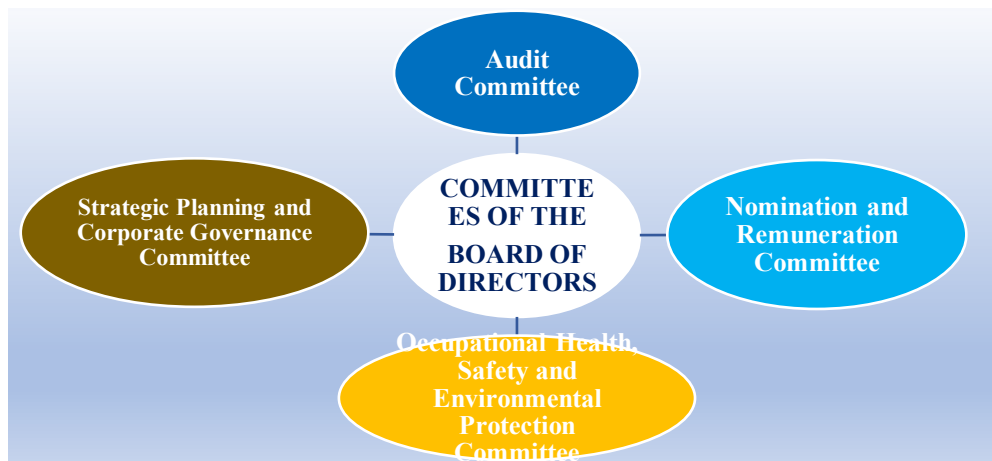 Audit
Committee
Strategic Planning and
Corporate Governance
Committee
COMMITTE
ES OF THE
BOARD OF
DIRECTORS
Nomination and
Remuneration
Committee
Occupational Health,
Safety and
Environmental
Protection
Committee